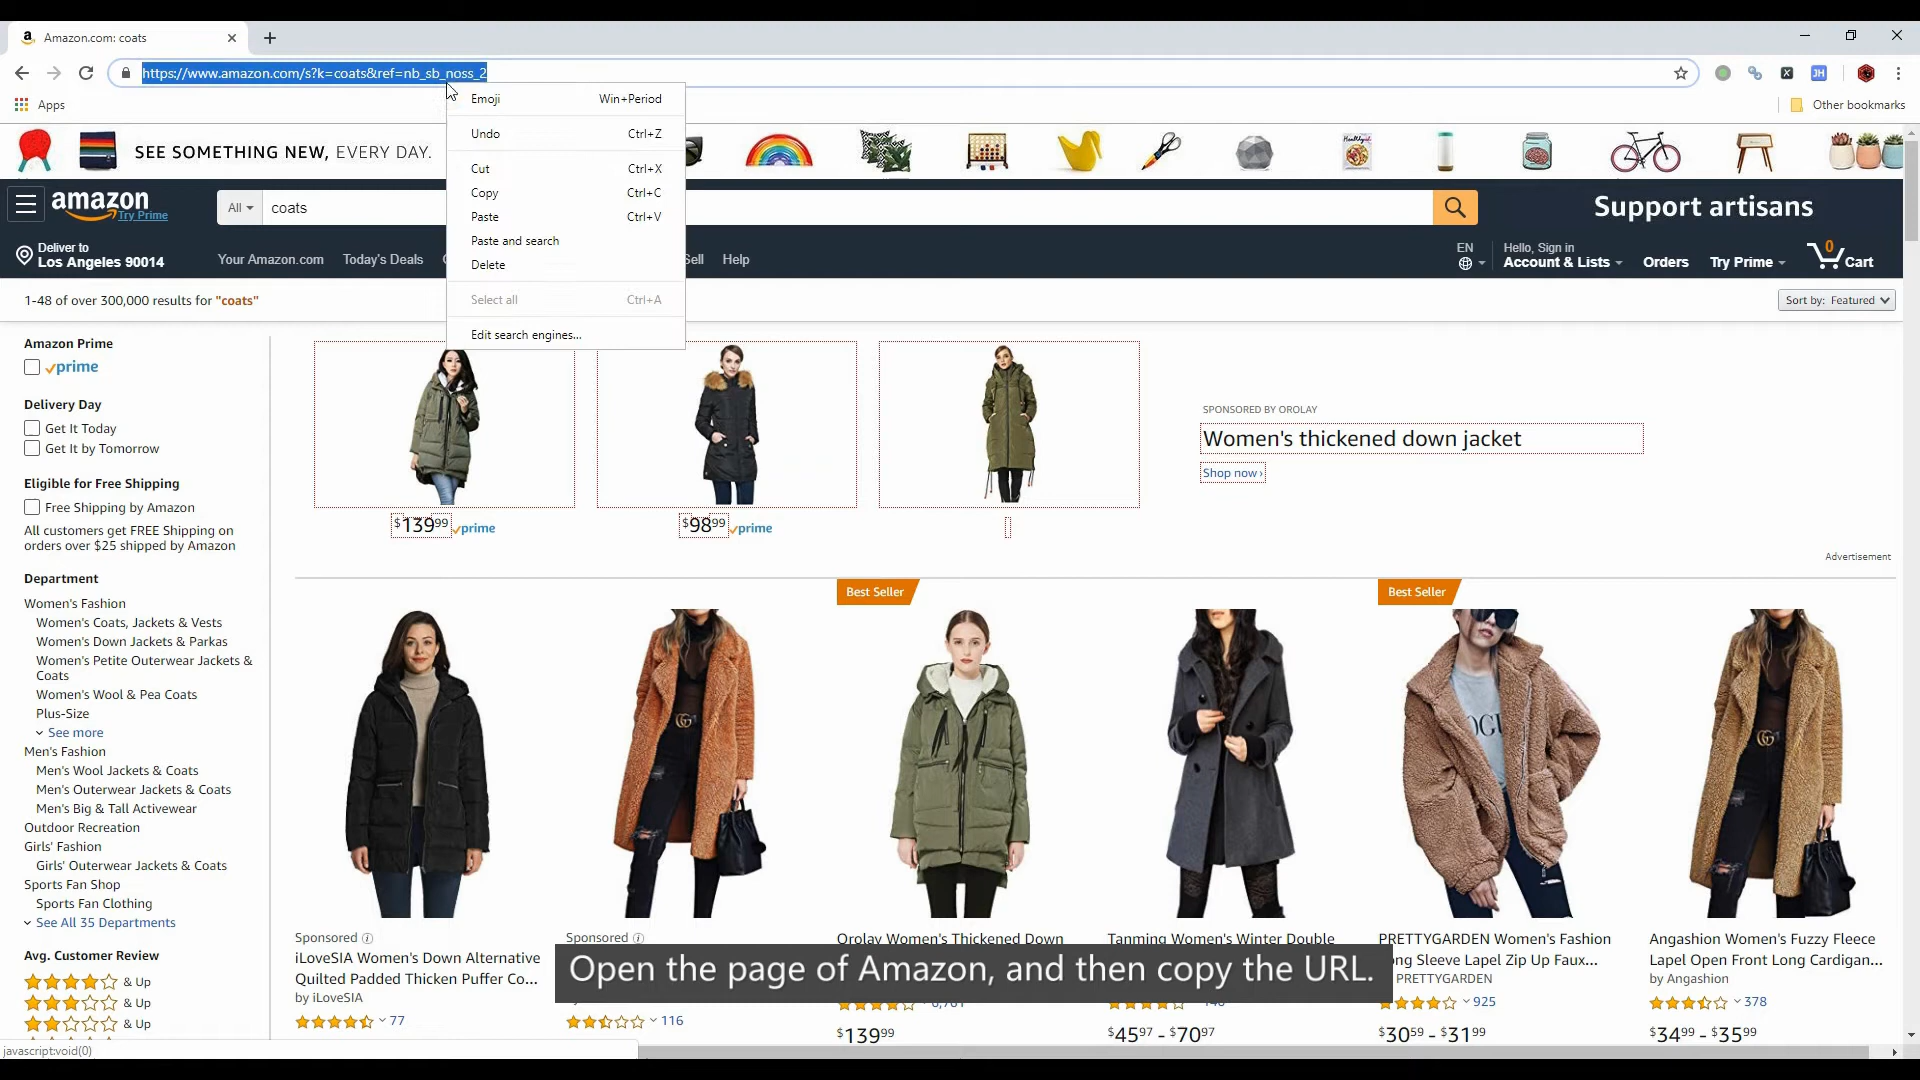 Amazon.com: coats
https://www.amazon.com/s?k=coats&ref=nb_sb_noss_2
JH
Apps
Other bookmarks
Emoji Win+Period
Undo Ctrl+Z
Cut Ctrl+X
Copy Ctrl+C
Paste Ctrl+V
Paste and search
Delete
Select all Ctrl+A
Edit search engines...
SEE SOMETHING NEW, EVERY DAY.
amazon
Try Prime
All
coats
Support artisans
Deliver to
Los Angeles 90014
Your Amazon.com Today's Deals
Sell Help
EN
Hello, Sign in
Account & Lists
Orders
Try Prime
0
Cart
1-48 of over 300,000 results for "coats"
Sort by: Featured
Amazon Prime
prime
Delivery Day
Get It Today
Get It by Tomorrow
Eligible for Free Shipping
Free Shipping by Amazon
All customers get FREE Shipping on
orders over $25 shipped by Amazon
Department
Women's Fashion
Women's Coats, Jackets & Vests
Women's Down Jackets & Parkas
Women's Petite Outerwear Jackets &
Coats
Women's Wool & Pea Coats
Plus-Size
See more
Men's Fashion
Men's Wool Jackets & Coats
Men's Outerwear Jackets & Coats
Men's Big & Tall Activewear
Outdoor Recreation
Girls' Fashion
Girls' Outerwear Jackets & Coats
Sports Fan Shop
Sports Fan Clothing
See All 35 Departments
Avg. Customer Review
& Up
& Up
& Up
$139 99 prime
$98 99 prime
SPONSORED BY OROLAY
Women's thickened down jacket
Shop now ›
Advertisement
Best Seller
Best Seller
Sponsored
iLoveSIA Women's Down Alternative
Quilted Padded Thicken Puffer Co...
by iLoveSIA
77
Sponsored
116
Orolay Women's Thickened Down
$139 99
Tanming Women's Winter Double
$45 97 - $70 97
PRETTYGARDEN Women's Fashion
Long Sleeve Lapel Zip Up Faux...
PRETTYGARDEN
925
$30 59 - $31 99
Angashion Women's Fuzzy Fleece
Lapel Open Front Long Cardigan...
by Angashion
378
$34 99 - $35 99
Open the page of Amazon, and then copy the URL.
javascript:void(0)